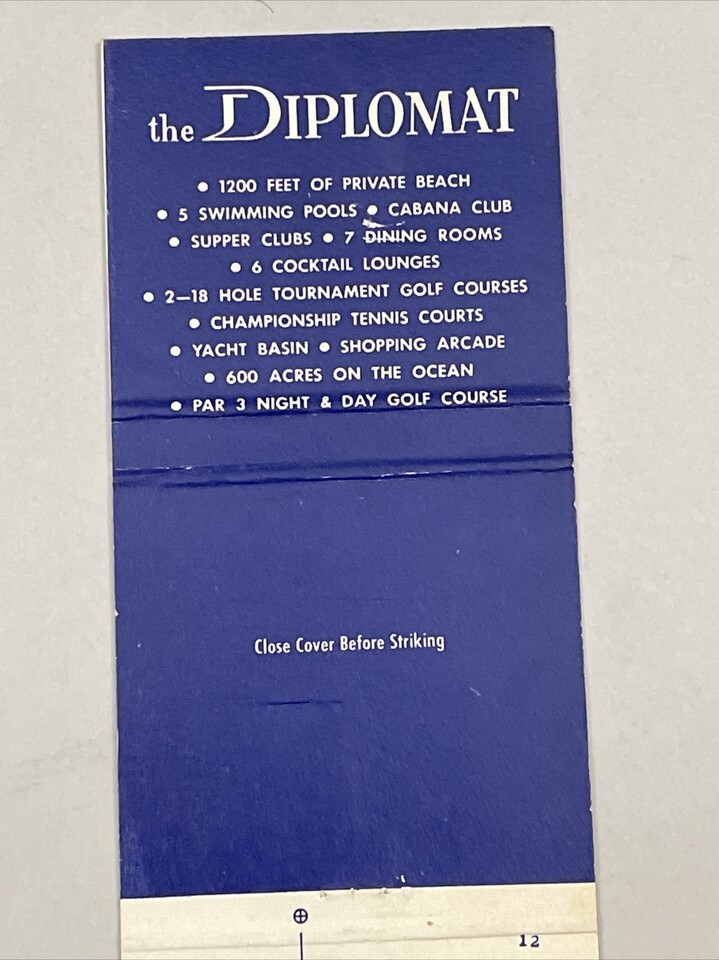 the DIPLOMAT
• 1200 FEET OF PRIVATE BEACH
• 5 SWIMMING POOLS • CABANA CLUB
• SUPPER CLUBS • 7 DINING ROOMS
• 6 COCKTAIL LOUNGES
• 2—18 HOLE TOURNAMENT GOLF COURSES
• CHAMPIONSHIP TENNIS COURTS
• YACHT BASIN • SHOPPING ARCADE
• 600 ACRES ON THE OCEAN
• PAR 3 NIGHT & DAY GOLF COURSE
Close Cover Before Striking
12